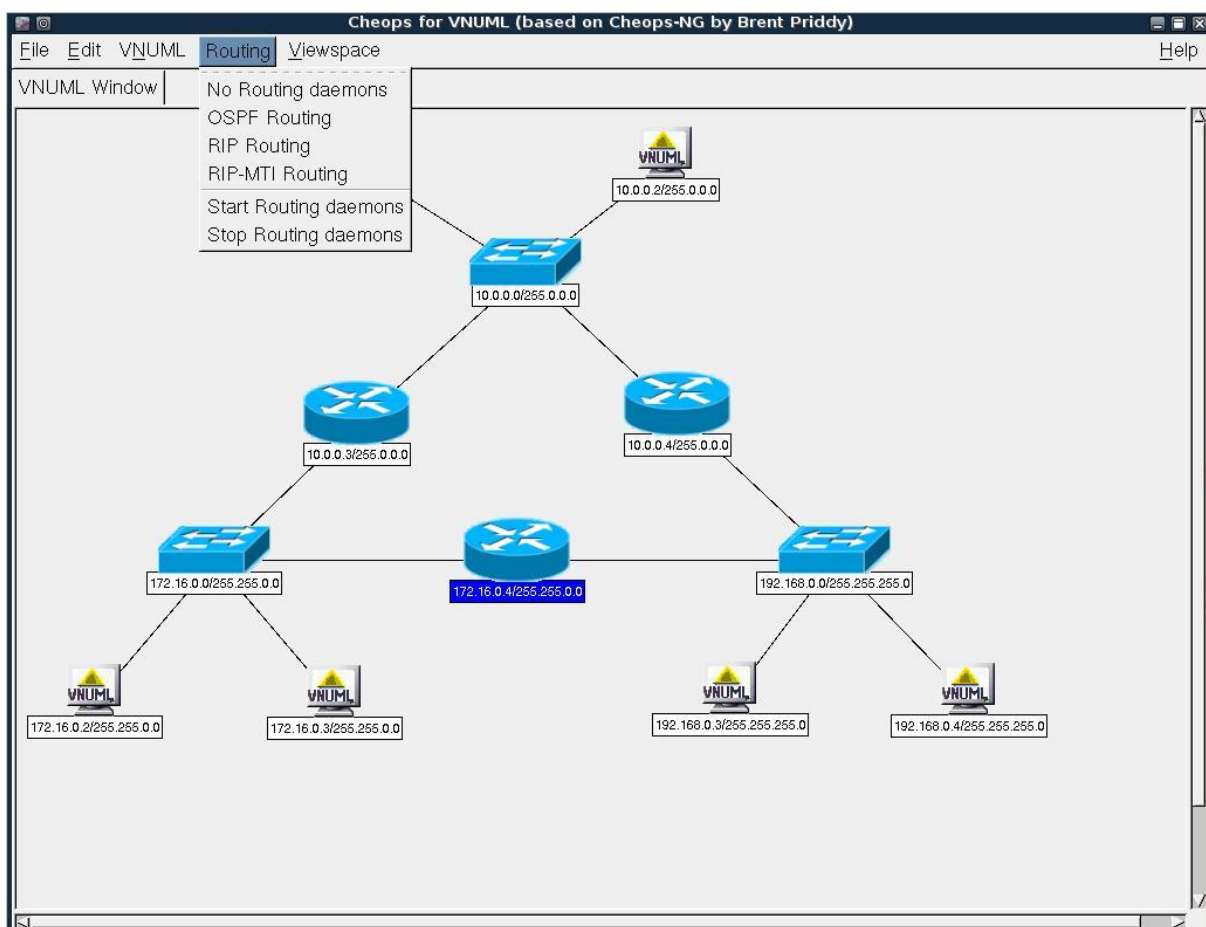 Cheops for VNUML (based on Cheops-NG by Brent Priddy)
File Edit VNUML Routing Viewspace Help
VNUML Window
No Routing daemons
OSPF Routing
RIP Routing
RIP-MTI Routing
Start Routing daemons
Stop Routing daemons
VNUML
10.0.0.2/255.0.0.0
10.0.0.0/255.0.0.0
10.0.0.3/255.0.0.0
10.0.0.4/255.0.0.0
172.16.0.0/255.255.0.0
172.16.0.4/255.255.0.0
192.168.0.0/255.255.255.0
VNUML
VNUML
VNUML
VNUML
172.16.0.2/255.255.0.0
172.16.0.3/255.255.0.0
192.168.0.3/255.255.255.0
192.168.0.4/255.255.255.0